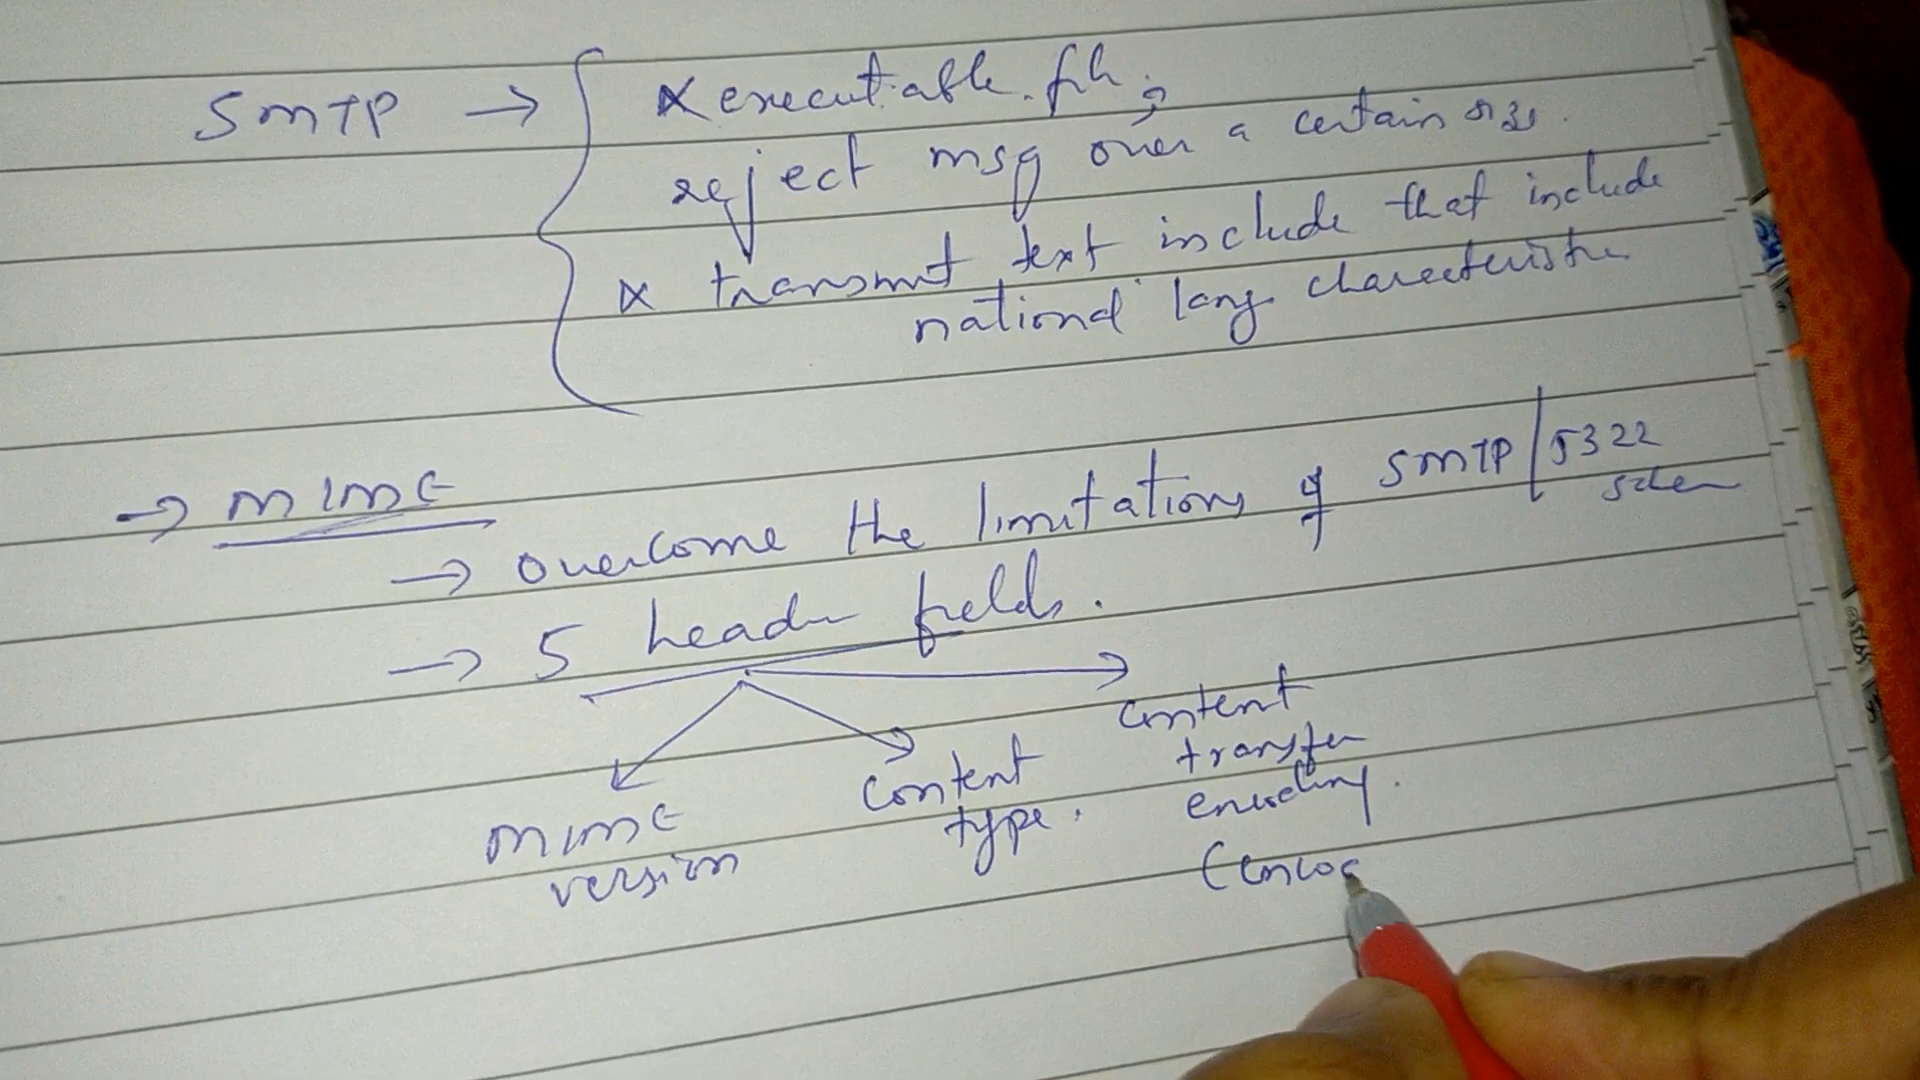 SMTP → x executable file,
reject msg over a certain size.
x transmit text include that include
national lang characteristic
→ MIME
→ overcome the limitations of SMTP/5322
→ 5 header fields.
MIME
version
content
type.
content
transfer
encoding.
(